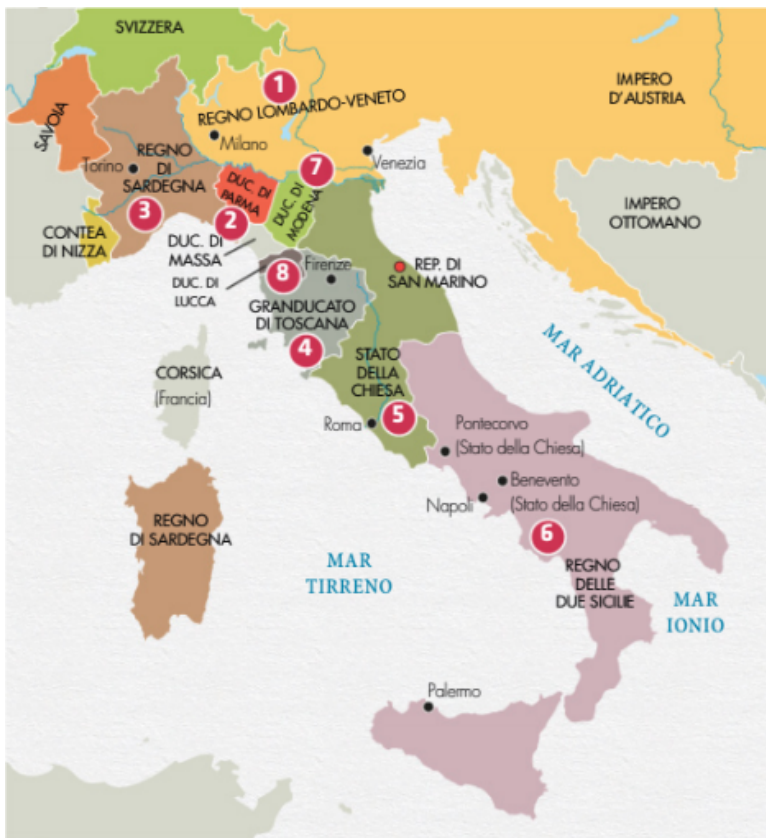 SVIZZERA
1
IMPERO
D'AUSTRIA
REGNO LOMBARDO-VENETO
SAVOIA
Milano
Venezia
Torino
REGNO
DI
SARDEGNA
DUC. DI
PARMA
7
DUC. DI
MODENA
IMPERO
OTTOMANO
3
2
CONTEA
DI NIZZA
DUC. DI
MASSA
8
Firenze
REP. DI
SAN MARINO
DUC. DI
LUCCA
GRANDUCATO
DI TOSCANA
4
MAR ADRIATICO
CORSICA
(Francia)
STATO
DELLA
CHIESA
5
Roma
Pontecorvo
(Stato della Chiesa)
Benevento
(Stato della Chiesa)
Napoli
REGNO
DI SARDEGNA
6
MAR
TIRRENO
REGNO
DELLE
DUE SICILIE
MAR
IONIO
Palermo